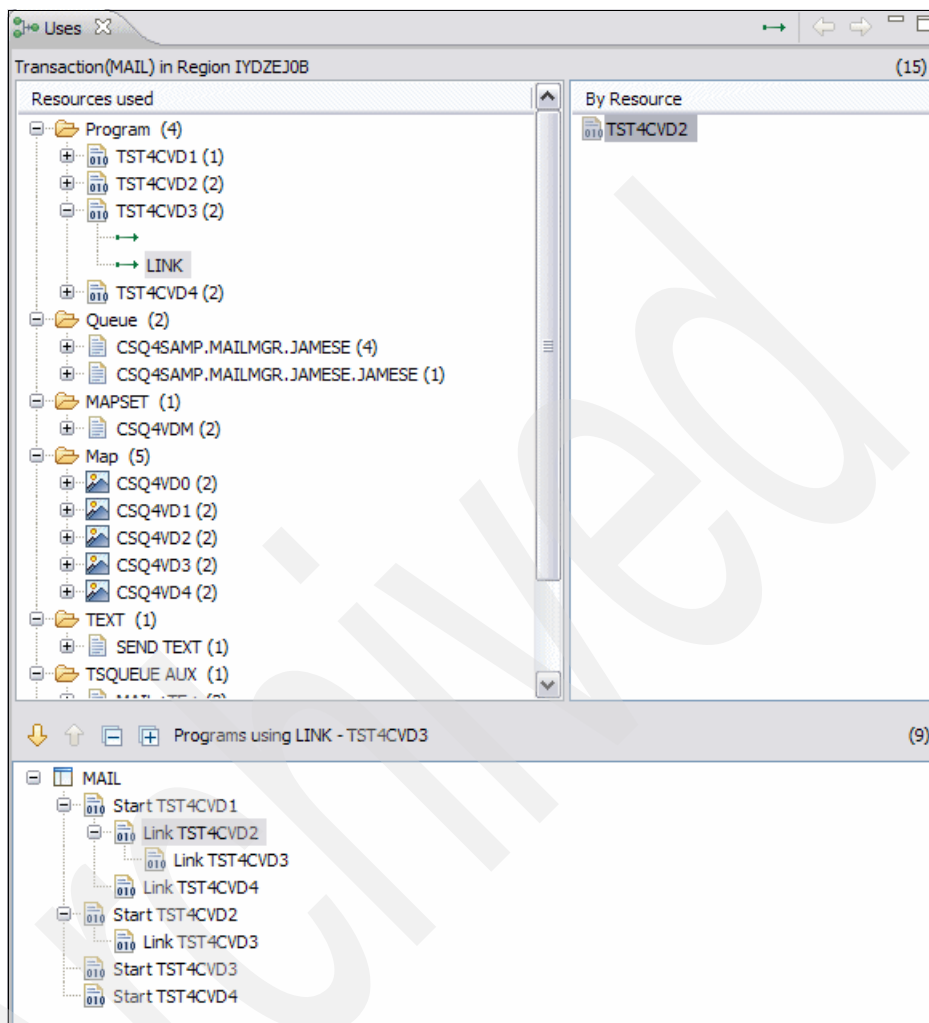 Uses
Transaction(MAIL) in Region IYDZEJ0B (15)
Resources used
Program (4)
TST4CVD1 (1)
TST4CVD2 (2)
TST4CVD3 (2)
LINK
TST4CVD4 (2)
Queue (2)
CSQ4SAMP.MAILMGR.JAMESE (4)
CSQ4SAMP.MAILMGR.JAMESE.JAMESE (1)
MAPSET (1)
CSQ4VDM (2)
Map (5)
CSQ4VD0 (2)
CSQ4VD1 (2)
CSQ4VD2 (2)
CSQ4VD3 (2)
CSQ4VD4 (2)
TEXT (1)
SEND TEXT (1)
TSQUEUE AUX (1)
By Resource
TST4CVD2
Programs using LINK - TST4CVD3 (9)
MAIL
Start TST4CVD1
Link TST4CVD2
Link TST4CVD3
Link TST4CVD4
Start TST4CVD2
Link TST4CVD3
Start TST4CVD3
Start TST4CVD4